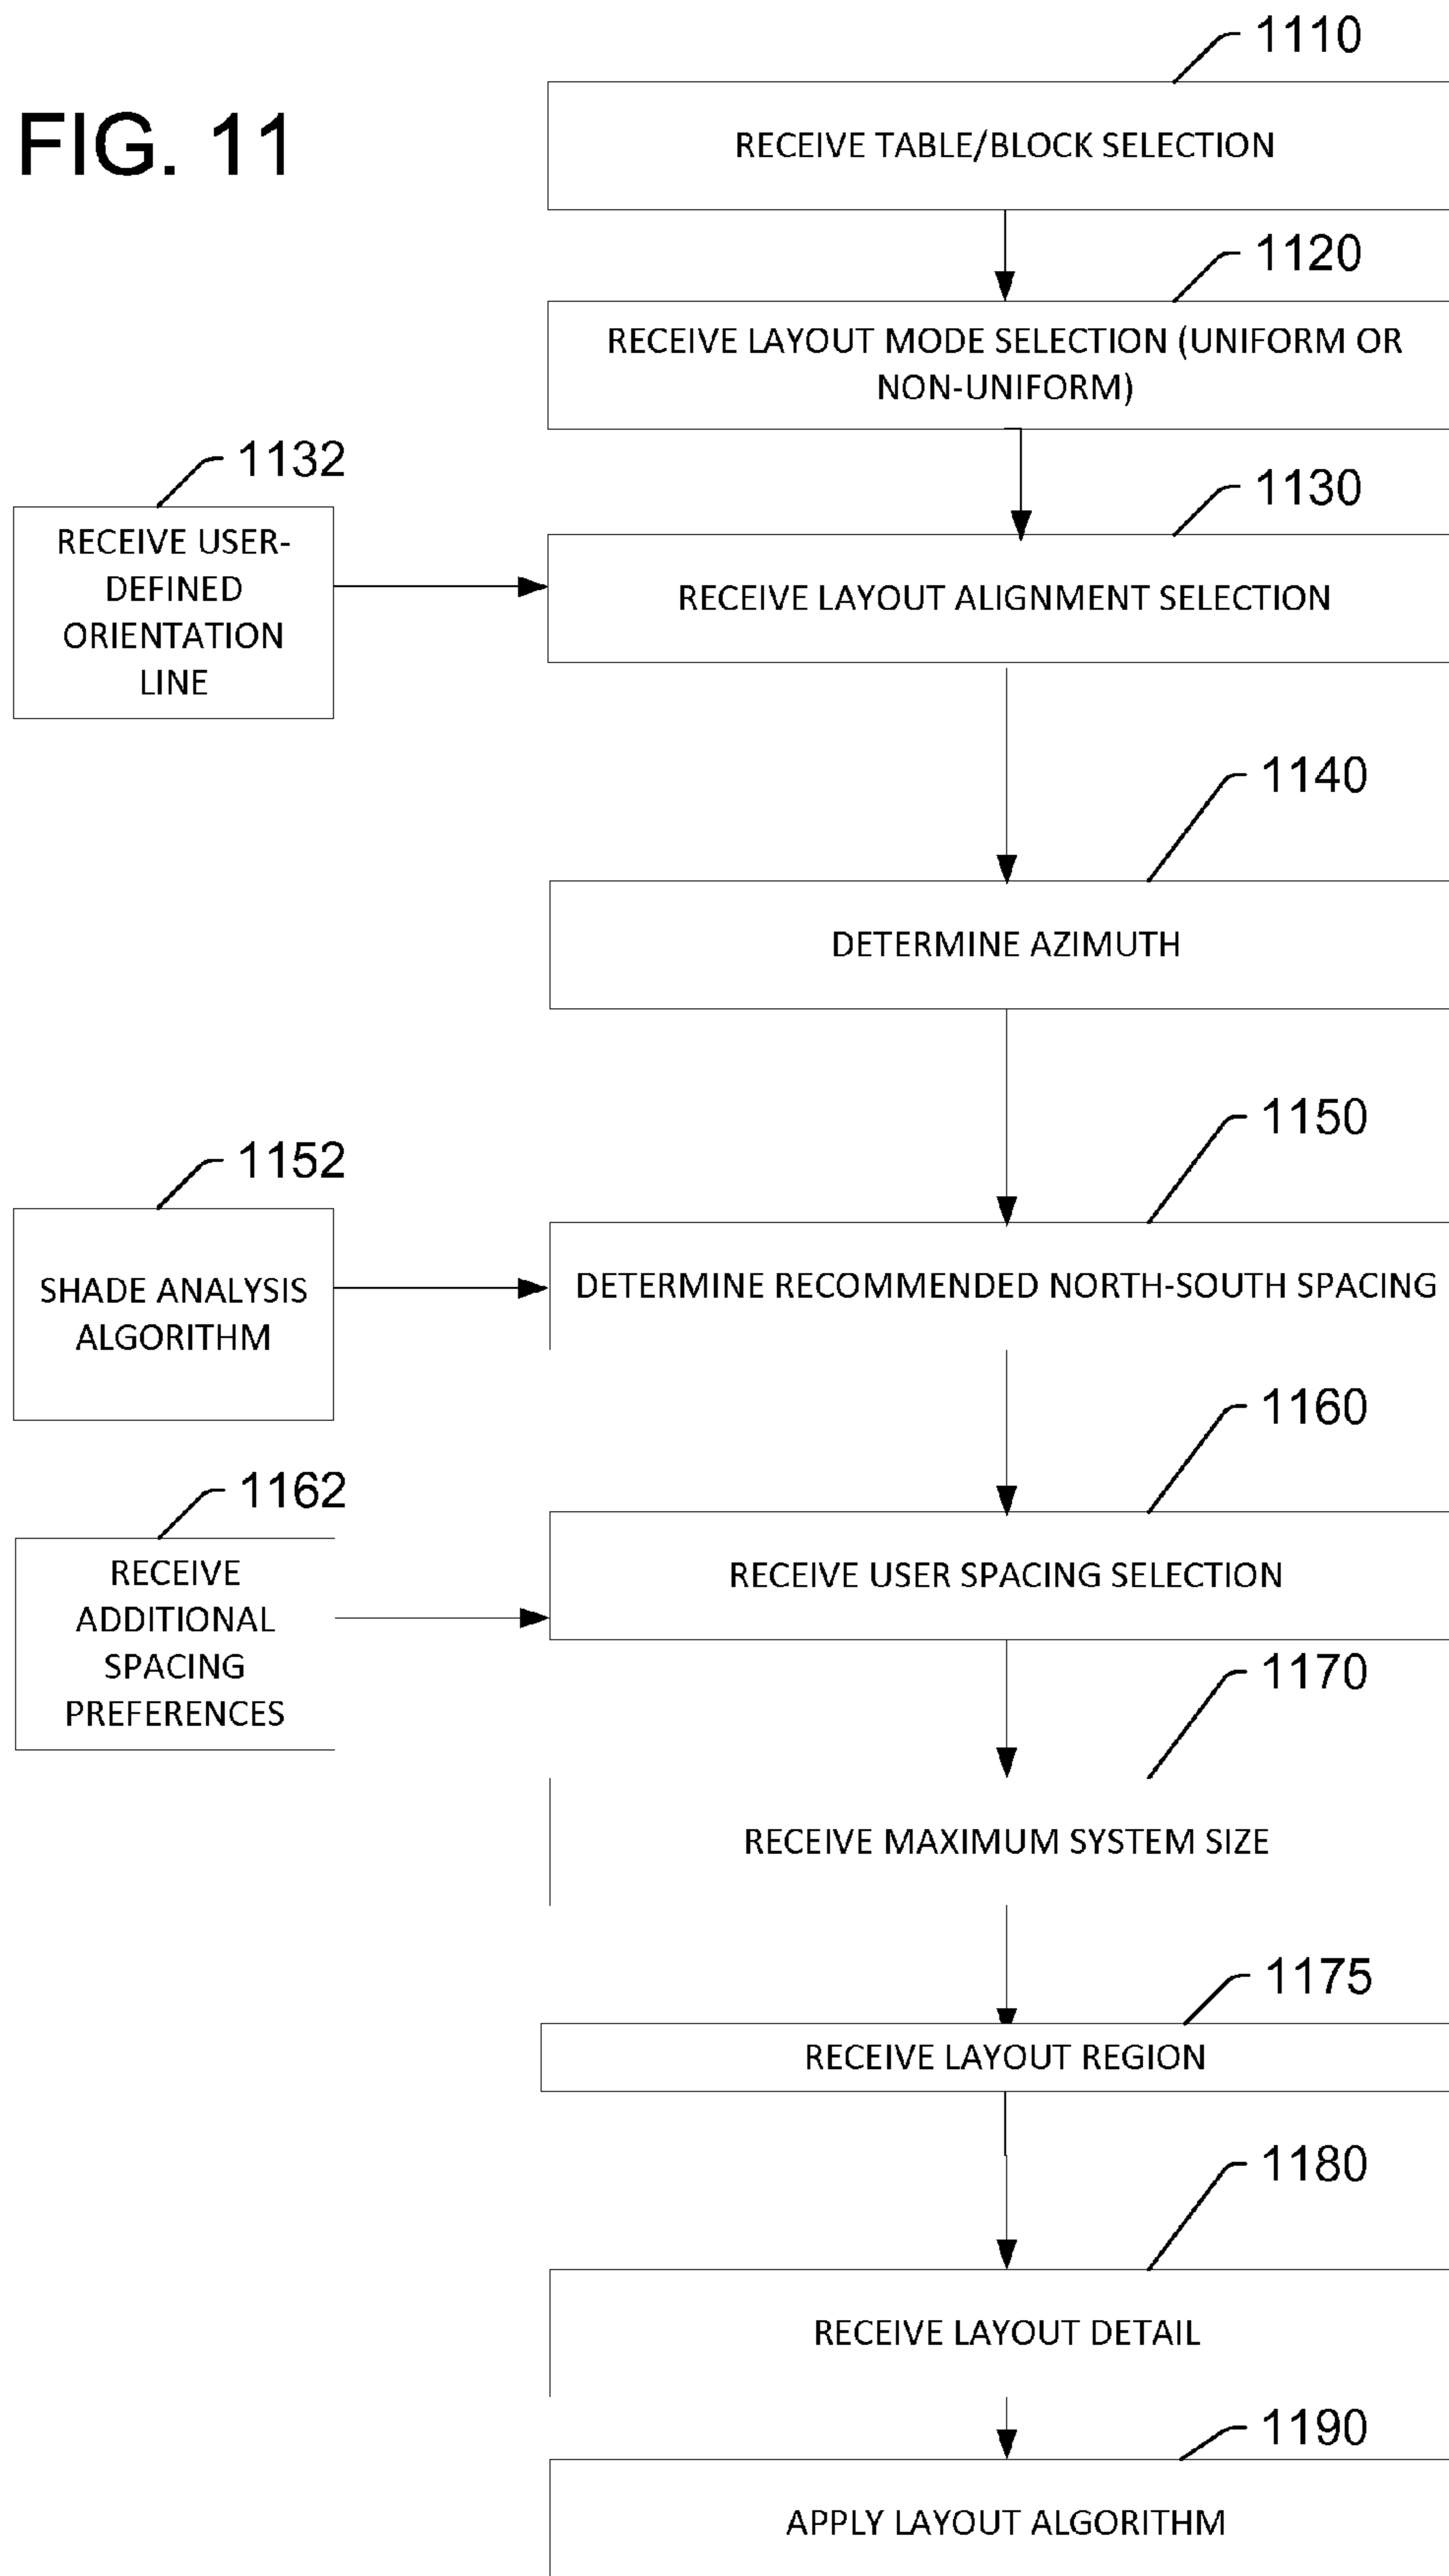 1110
FIG. 11
RECEIVE TABLE/BLOCK SELECTION
1120
RECEIVE LAYOUT MODE SELECTION (UNIFORM OR
NON-UNIFORM)
1132
RECEIVE USER-
DEFINED
ORIENTATION
LINE
1130
RECEIVE LAYOUT ALIGNMENT SELECTION
1140
DETERMINE AZIMUTH
1150
1152
SHADE ANALYSIS
ALGORITHM
DETERMINE RECOMMENDED NORTH-SOUTH SPACING
1160
1162
RECEIVE
ADDITIONAL
SPACING
PREFERENCES
RECEIVE USER SPACING SELECTION
1170
RECEIVE MAXIMUM SYSTEM SIZE
1175
RECEIVE LAYOUT REGION
1180
RECEIVE LAYOUT DETAIL
1190
APPLY LAYOUT ALGORITHM